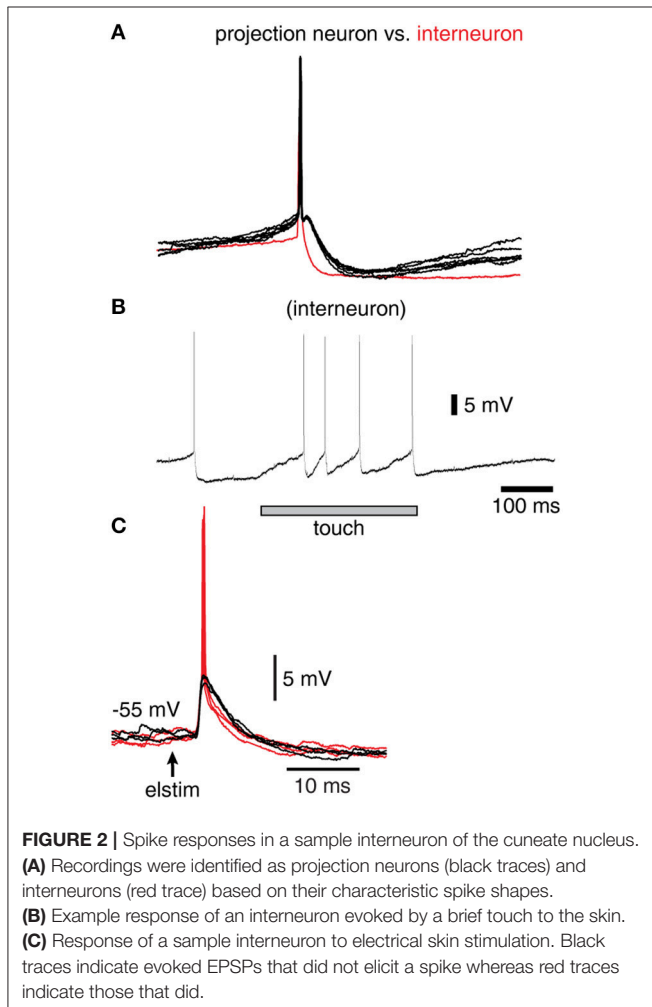 A
projection neuron vs. interneuron
B
(interneuron)
5 mV
100 ms
touch
C
5 mV
-55 mV
elstim
10 ms
FIGURE 2 | Spike responses in a sample interneuron of the cuneate nucleus.
(A) Recordings were identified as projection neurons (black traces) and
interneurons (red trace) based on their characteristic spike shapes.
(B) Example response of an interneuron evoked by a brief touch to the skin.
(C) Response of a sample interneuron to electrical skin stimulation. Black
traces indicate evoked EPSPs that did not elicit a spike whereas red traces
indicate those that did.